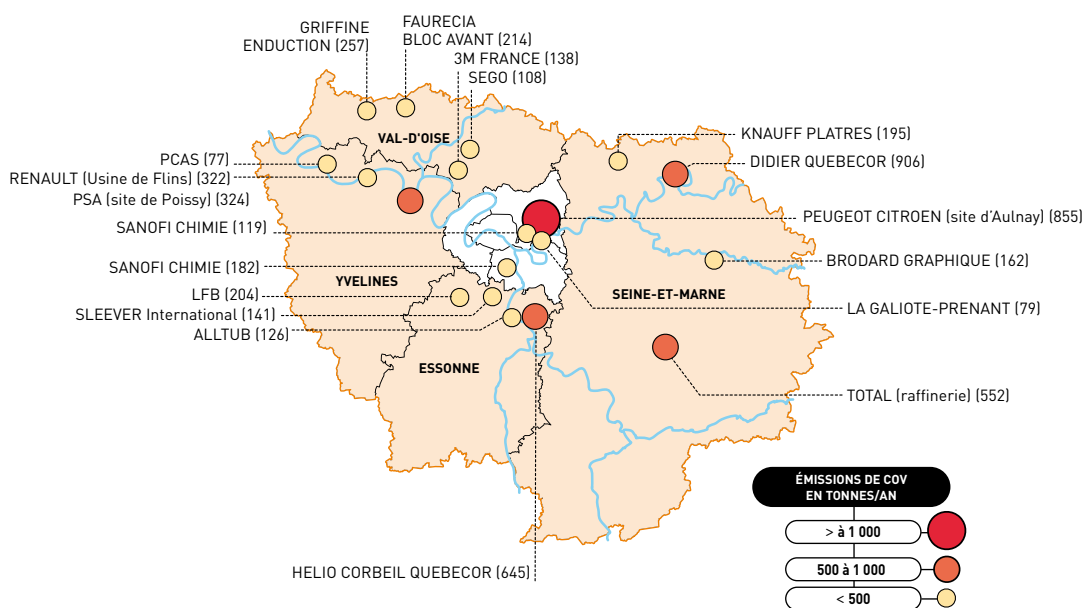 GRIFFINE
ENDUCTION (257)
FAURECIA
BLOC AVANT (214)
3M FRANCE (138)
SEGO (108)
VAL-D'OISE
KNAUFF PLATRES (195)
PCAS (77)
DIDIER QUEBECOR (906)
RENAULT (Usine de Flins) (322)
PSA (site de Poissy) (324)
PEUGEOT CITROEN (site d'Aulnay) (855)
SANOFI CHIMIE (119)
BRODARD GRAPHIQUE (162)
SANOFI CHIMIE (182)
YVELINES
SEINE-ET-MARNE
LFB (204)
LA GALIOTE-PRENANT (79)
SLEEVER International (141)
ALLTUB (126)
ESSONNE
TOTAL (raffinerie) (552)
HELIO CORBEIL QUEBECOR (645)
ÉMISSIONS DE COV
EN TONNES/AN
> à 1 000
500 à 1 000
< 500